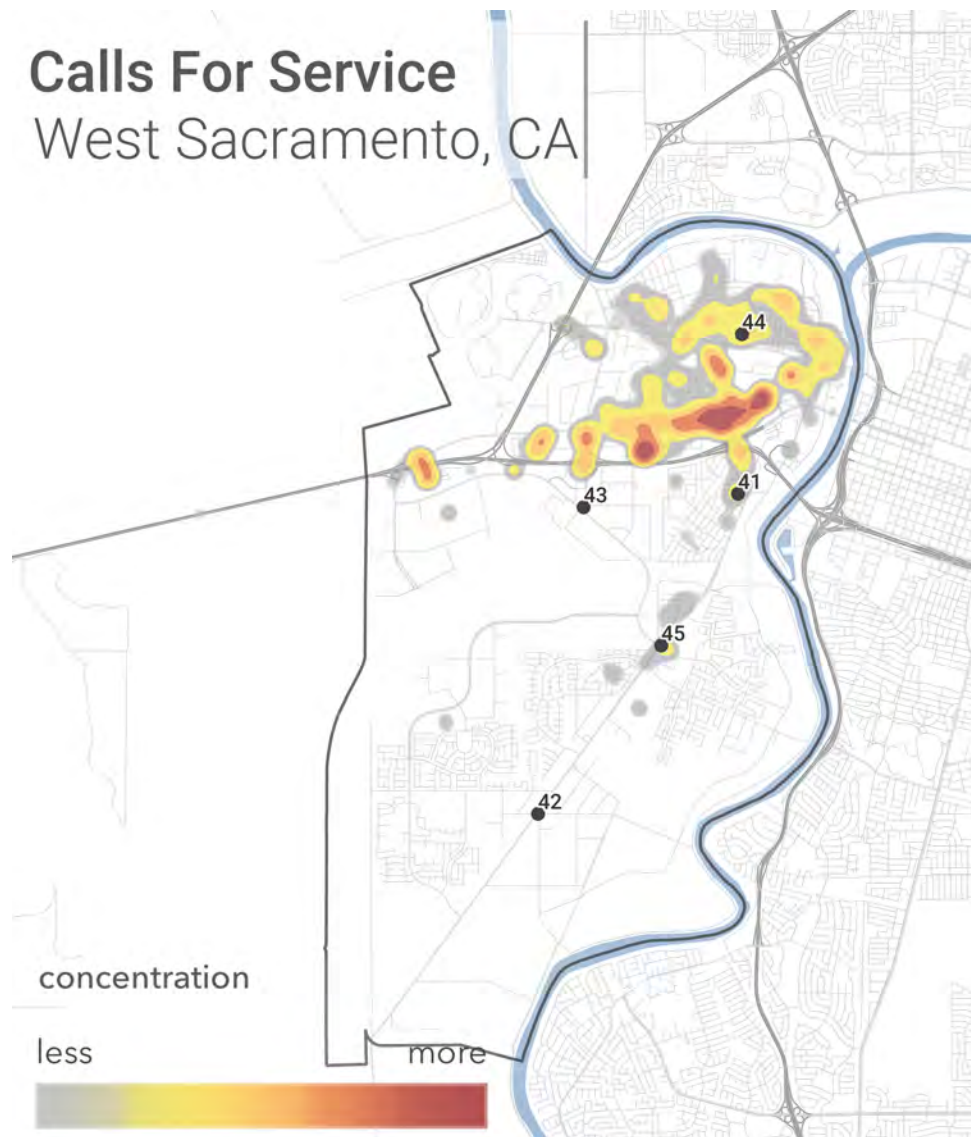 Calls For Service
West Sacramento, CA
44
41
43
45
42
concentration
less more